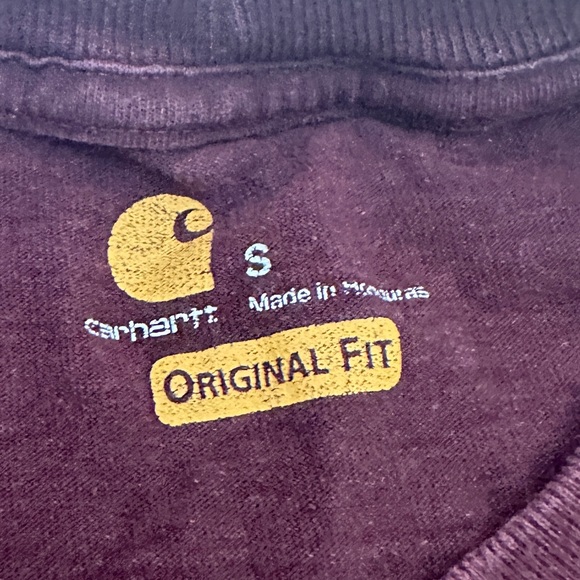 S
carhartt
Made in Honduras
ORIGINAL FIT